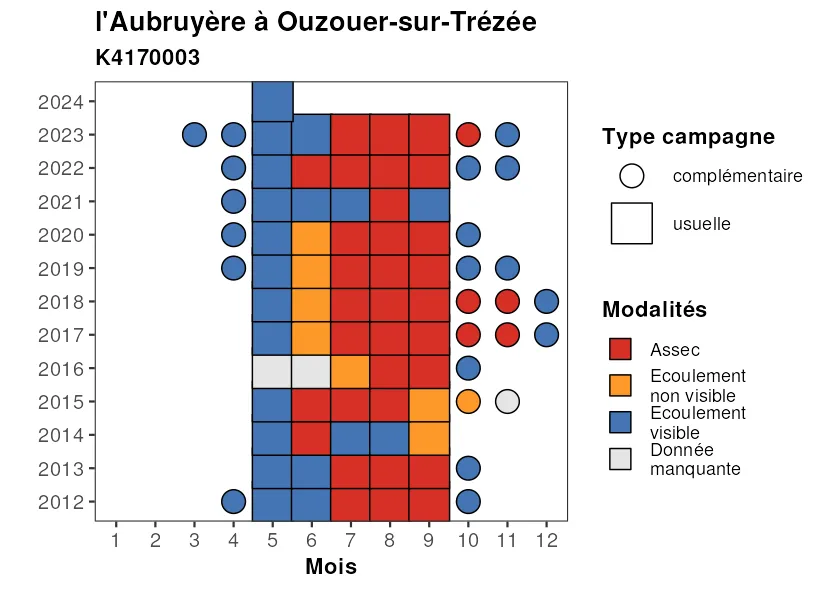 l'Aubruyère à Ouzouer-sur-Trézée
K4170003
2024
2023
2022
2021
2020
2019
2018
2017
2016
2015
2014
2013
2012
1 2 3 4 5 6 7 8 9 10 11 12
Mois
Type campagne
complémentaire
usuelle
Modalités
Assec
Ecoulement
non visible
Ecoulement
visible
Donnée
manquante